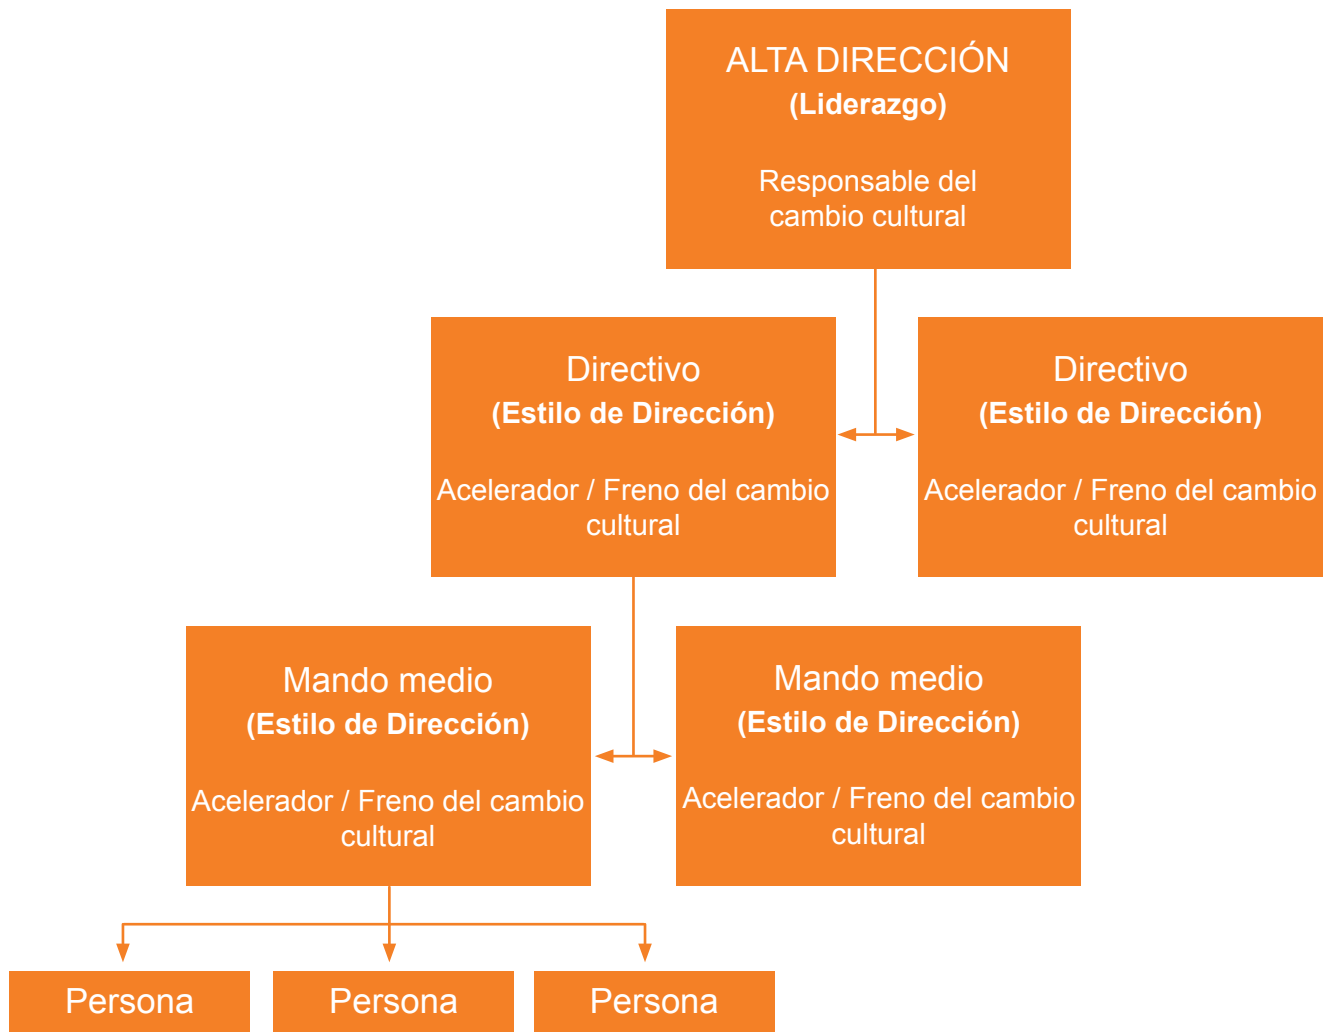 ALTA DIRECCIÓN
(Liderazgo)
Responsable del
cambio cultural
Directivo
(Estilo de Dirección)
Acelerador / Freno del cambio
cultural
Directivo
(Estilo de Dirección)
Acelerador / Freno del cambio
cultural
Mando medio
(Estilo de Dirección)
Acelerador / Freno del cambio
cultural
Mando medio
(Estilo de Dirección)
Acelerador / Freno del cambio
cultural
Persona
Persona
Persona